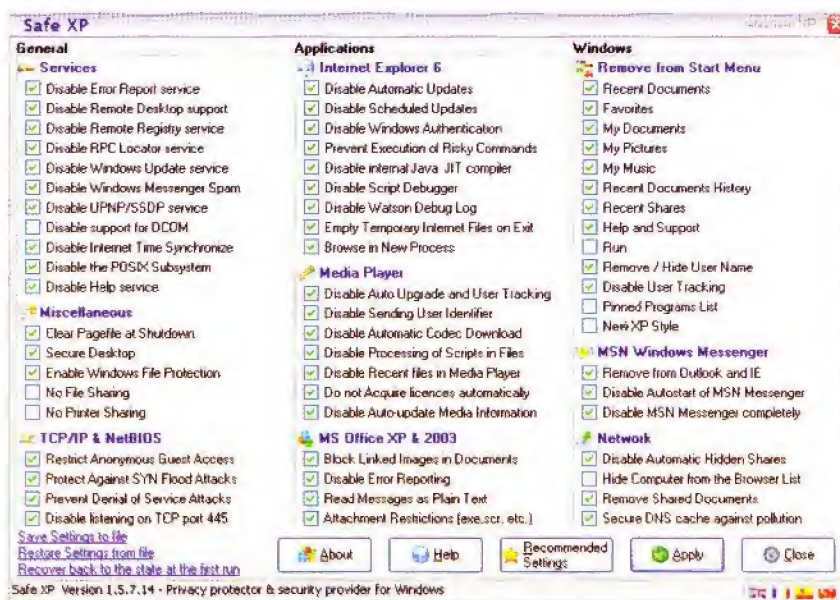 Safe XP
General
Services
Disable Error Report service
Disable Remote Desktop support
Disable Remote Registry service
Disable RPC Locator service
Disable Windows Update service
Disable Windows Messenger Spam
Disable UPNP/SSDP service
Disable support for DCOM
Disable Internet Time Synchronize
Disable the POSIX Subsystem
Disable Help service
Miscellaneous
Clear Pagefile at Shutdown
Secure Desktop
Enable Windows File Protection
No File Sharing
No Printer Sharing
TCP/IP & NetBIOS
Restrict Anonymous Guest Access
Protect Against SYN Flood Attacks
Prevent Denial of Service Attacks
Disable listening on TCP port 445
Save Settings to file
Restore Settings from file
Recover back to the state at the first run
Applications
Internet Explorer 6
Disable Automatic Updates
Disable Scheduled Updates
Disable Windows Authentication
Prevent Execution of Risky Commands
Disable internal Java JIT compiler
Disable Script Debugger
Disable Watson Debug Log
Empty Temporary Internet Files on Exit
Browse in New Process
Media Player
Disable Auto Upgrade and User Tracking
Disable Sending User Identifier
Disable Automatic Codec Download
Disable Processing of Scripts in Files
Disable Recent files in Media Player
Do not Acquire licences automatically
Disable Auto-update Media Information
MS Office XP & 2003
Block Linked Images in Documents
Disable Error Reporting
Read Messages as Plain Text
Attachment Restrictions (exe,scr, etc.)
Windows
Remove from Start Menu
Recent Documents
Favorites
My Documents
My Pictures
My Music
Recent Documents History
Recent Shares
Help and Support
Run
Remove / Hide User Name
Disable User Tracking
Pinned Programs List
New XP Style
MSN Windows Messenger
Remove from Outlook and IE
Disable Autostart of MSN Messenger
Disable MSN Messenger completely
Network
Disable Automatic Hidden Shares
Hide Computer from the Browser List
Remove Shared Documents
Secure DNS cache against pollution
About
Help
Recommended Settings
Apply
Close
Safe XP Version 1.5.7.14 - Privacy protector & security provider for Windows